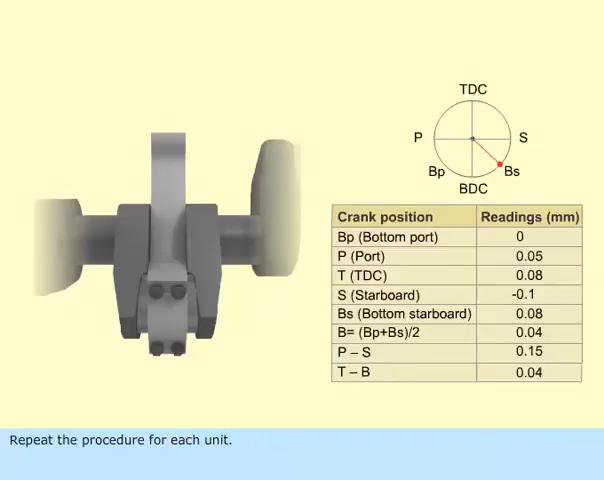 TDC
P
S
Bp
Bs
BDC
Crank position Readings (mm)
Bp (Bottom port) 0
P (Port) 0.05
T (TDC) 0.08
S (Starboard) -0.1
Bs (Bottom starboard) 0.08
B= (Bp+Bs)/2 0.04
P – S 0.15
T – B 0.04
Repeat the procedure for each unit.